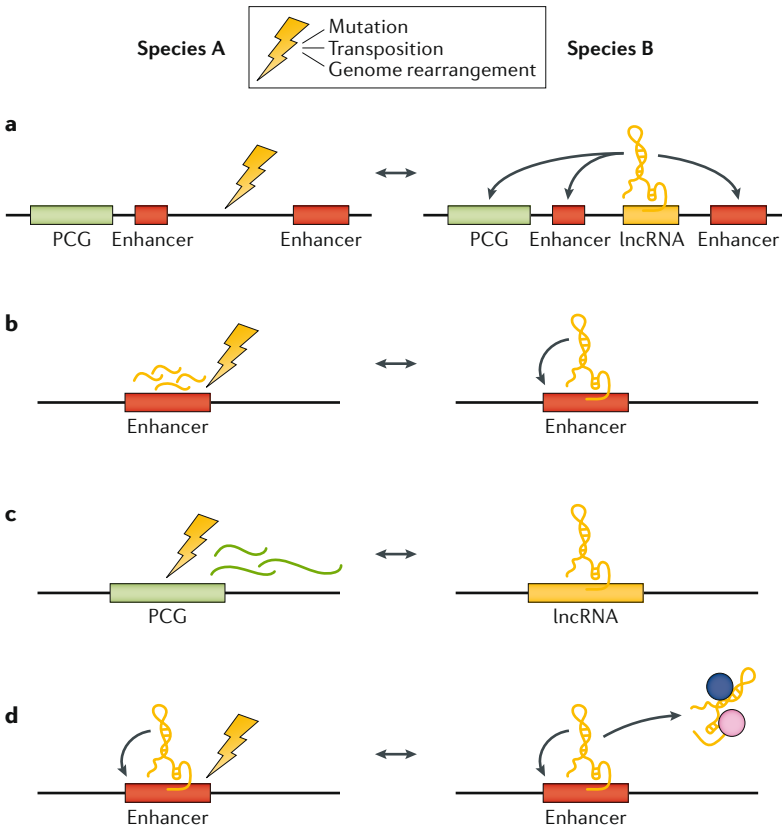 Species A
Mutation
Transposition
Genome rearrangement
Species B
a
PCG Enhancer Enhancer
PCG Enhancer lncRNA Enhancer
b
Enhancer
Enhancer
c
PCG
lncRNA
d
Enhancer
Enhancer